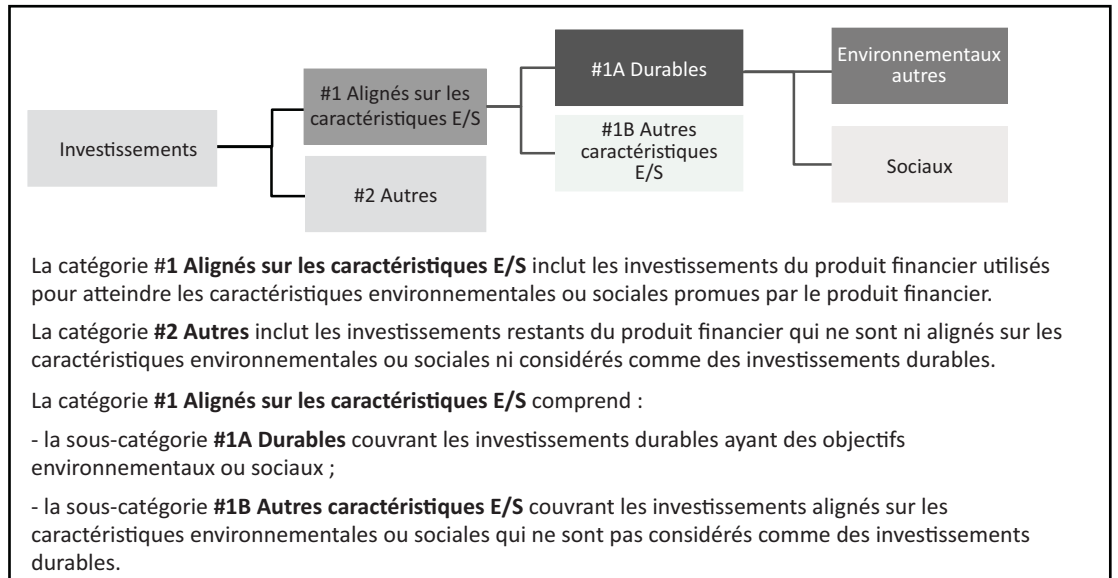 Investissements
#1 Alignés sur les
caractéristiques E/S
#2 Autres
#1A Durables
#1B Autres
caractéristiques
E/S
Environnementaux
autres
Sociaux
La catégorie #1 Alignés sur les caractéristiques E/S inclut les investissements du produit financier utilisés
pour atteindre les caractéristiques environnementales ou sociales promues par le produit financier.
La catégorie #2 Autres inclut les investissements restants du produit financier qui ne sont ni alignés sur les
caractéristiques environnementales ou sociales ni considérés comme des investissements durables.
La catégorie #1 Alignés sur les caractéristiques E/S comprend :
- la sous-catégorie #1A Durables couvrant les investissements durables ayant des objectifs
environnementaux ou sociaux ;
- la sous-catégorie #1B Autres caractéristiques E/S couvrant les investissements alignés sur les
caractéristiques environnementales ou sociales qui ne sont pas considérés comme des investissements
durables.